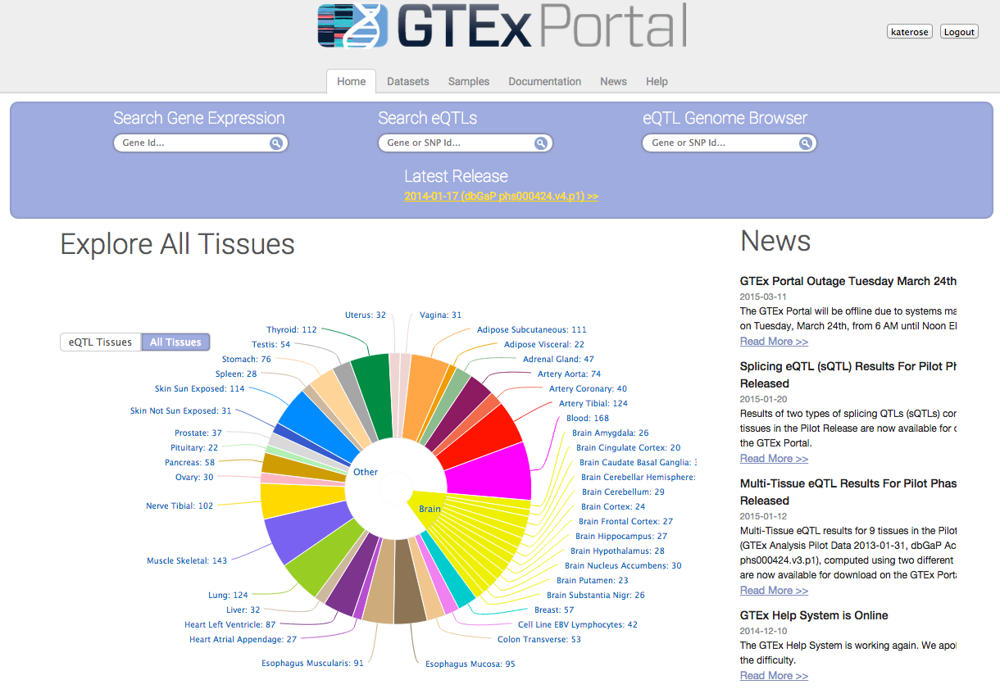 GTEx Portal
katerose
Logout
Home
Datasets
Samples
Documentation
News
Help
Search Gene Expression
Gene Id...
Search eQTLs
Gene or SNP Id...
eQTL Genome Browser
Gene or SNP Id...
Latest Release
2014-01-17 (dbGaP phs000424.v4.p1) >>
Explore All Tissues
eQTL Tissues
All Tissues
Uterus: 32
Vagina: 31
Thyroid: 112
Testis: 54
Stomach: 76
Spleen: 28
Skin Sun Exposed: 114
Skin Not Sun Exposed: 31
Prostate: 37
Pituitary: 22
Pancreas: 58
Ovary: 30
Nerve Tibial: 102
Muscle Skeletal: 143
Lung: 124
Liver: 32
Heart Left Ventricle: 87
Heart Atrial Appendage: 27
Esophagus Muscularis: 91
Other
Brain
Adipose Subcutaneous: 111
Adipose Visceral: 22
Adrenal Gland: 47
Artery Aorta: 74
Artery Coronary: 40
Artery Tibial: 124
Blood: 168
Brain Amygdala: 26
Brain Cingulate Cortex: 20
Brain Caudate Basal Ganglia:
Brain Cerebellar Hemisphere:
Brain Cerebellum: 29
Brain Cortex: 24
Brain Frontal Cortex: 27
Brain Hippocampus: 27
Brain Hypothalamus: 28
Brain Nucleus Accumbens: 30
Brain Putamen: 23
Brain Substantia Nigr: 26
Breast: 57
Cell Line EBV Lymphocytes: 42
Colon Transverse: 53
Esophagus Mucosa: 95
News
GTEx Portal Outage Tuesday March 24th
2015-03-11
The GTEx Portal will be offline due to systems ma
on Tuesday, March 24th, from 6 AM until Noon
Read More >>
Splicing eQTL (sQTL) Results For Pilot
Released
2015-01-20
Results of two types of splicing QTLs (sQTLs)
tissues in the Pilot Release are now available for
the GTEx Portal.
Read More >>
Multi-Tissue eQTL Results For Pilot Phas
Released
2015-01-12
Multi-Tissue eQTL results for 9 tissues in the Pilot
(GTEx Analysis Pilot Data 2013-01-31, dbGaP Ac
phs000424.v3.p1), computed using two different
are now available for download on the GTEx
Read More >>
GTEx Help System is Online
2014-12-10
The GTEx Help System is working again. We apol
the difficulty.
Read More >>